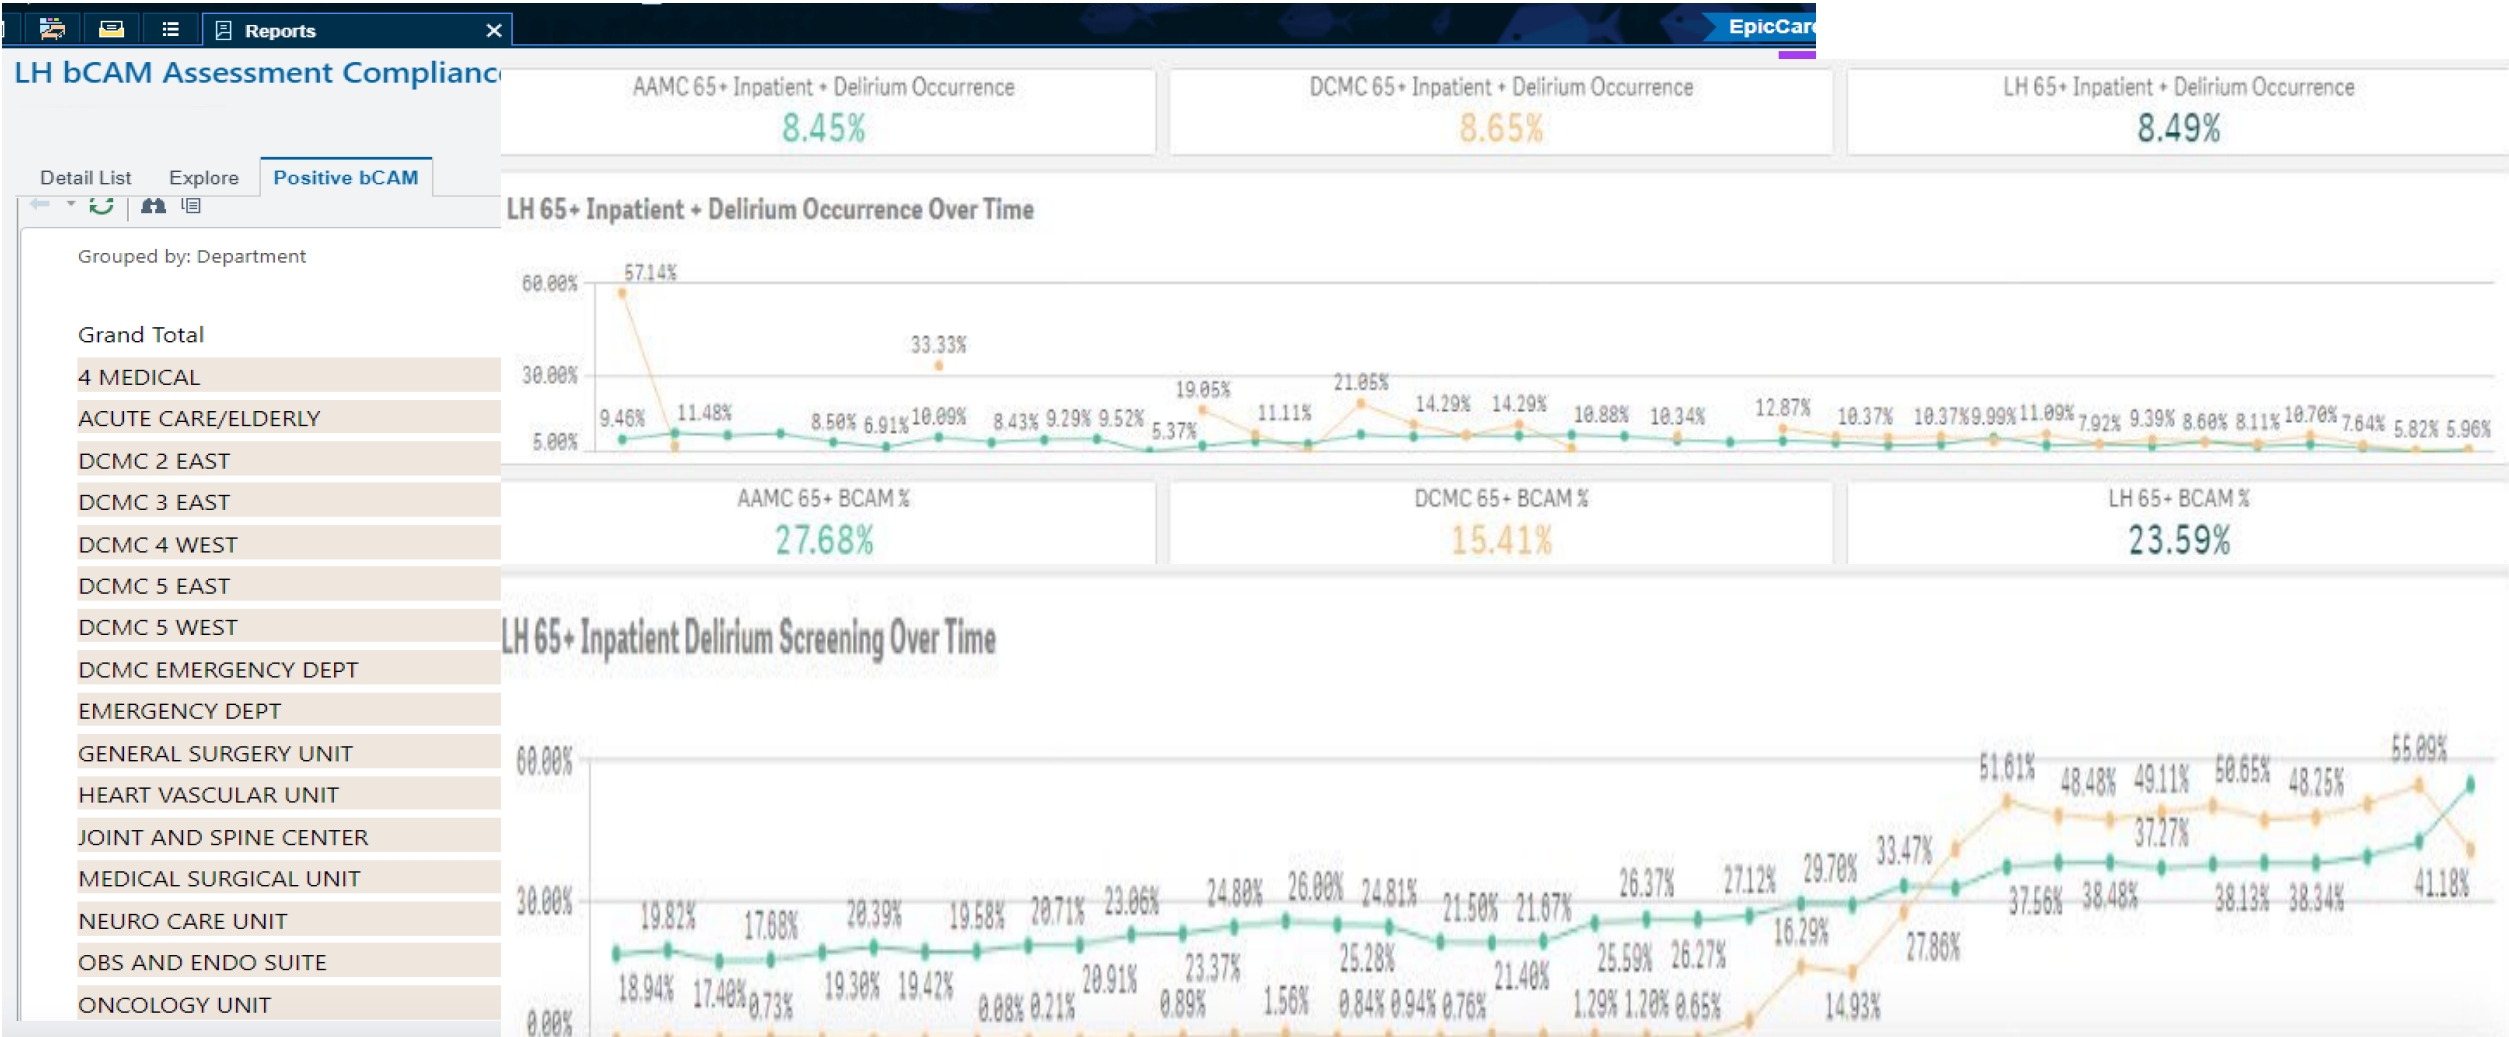 Reports
EpicCare
LH bCAM Assessment Complianc
Detail List
Explore
Positive bCAM
Grouped by: Department
Grand Total
4 MEDICAL
ACUTE CARE/ELDERLY
DCMC 2 EAST
DCMC 3 EAST
DCMC 4 WEST
DCMC 5 EAST
DCMC 5 WEST
DCMC EMERGENCY DEPT
EMERGENCY DEPT
GENERAL SURGERY UNIT
HEART VASCULAR UNIT
JOINT AND SPINE CENTER
MEDICAL SURGICAL UNIT
NEURO CARE UNIT
OBS AND ENDO SUITE
ONCOLOGY UNIT
AAMC 65+ Inpatient + Delirium Occurrence
8.45%
DCMC 65+ Inpatient + Delirium Occurrence
8.65%
LH 65+ Inpatient + Delirium Occurrence
8.49%
LH 65+ Inpatient + Delirium Occurrence Over Time
60.00%
30.00%
5.00%
57.14%
9.46% 11.48% 8.50% 6.91% 33.33% 10.09% 8.43% 9.29% 9.52% 5.37% 19.05% 11.11% 21.05% 14.29% 14.29% 10.88% 10.34% 12.87% 10.37% 10.37% 9.99% 11.09% 7.92% 9.39% 8.60% 8.11% 10.70% 7.64% 5.82% 5.96%
AAMC 65+ BCAM %
27.68%
DCMC 65+ BCAM %
15.41%
LH 65+ BCAM %
23.59%
LH 65+ Inpatient Delirium Screening Over Time
60.00%
30.00%
0.00%
51.61% 48.48% 49.11% 50.65% 48.25% 55.09%
19.82% 17.68% 20.39% 19.58% 20.71% 23.06% 24.80% 26.00% 24.81% 21.50% 21.67% 26.37% 27.12% 29.70% 33.47% 37.27%
18.94% 17.40% 0.73% 19.30% 19.42% 0.08% 0.21% 20.91% 0.89% 23.37% 1.56% 25.28% 0.84% 0.94% 0.76% 21.40% 25.59% 1.29% 1.20% 26.27% 0.65% 16.29% 14.93% 27.86% 37.56% 38.48% 38.13% 38.34% 41.18%